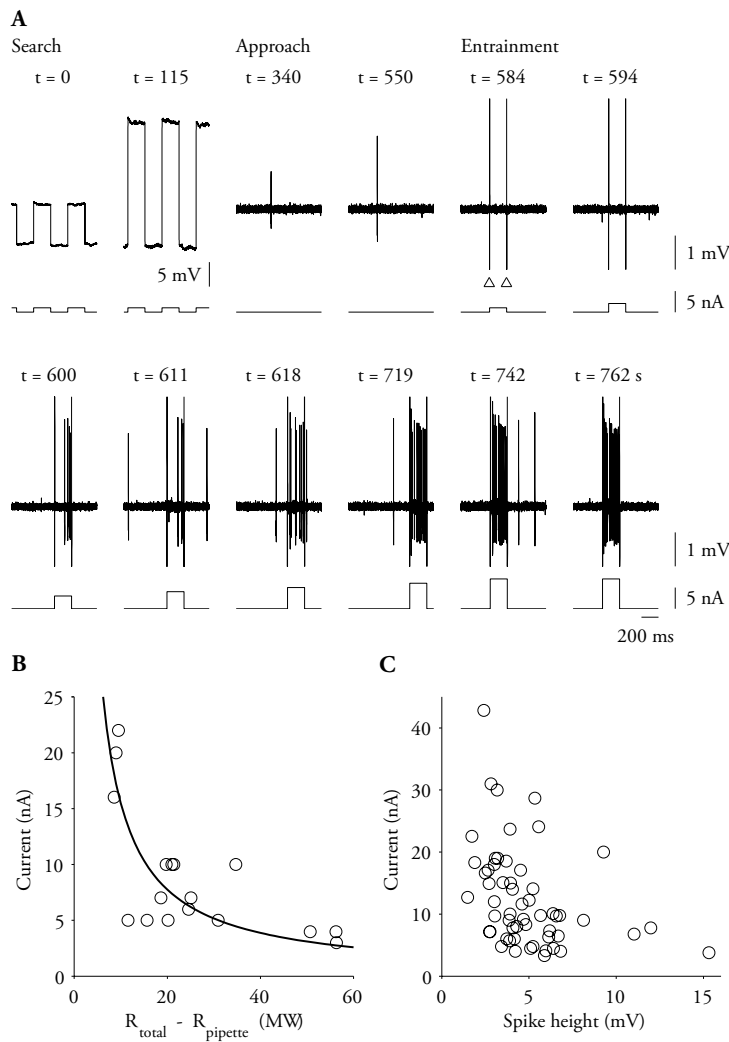 A
Search Approach Entrainment
t = 0 t = 115 t = 340 t = 550 t = 584 t = 594
1 mV
5 mV
5 nA
t = 600 t = 611 t = 618 t = 719 t = 742 t = 762 s
1 mV
5 nA
200 ms
B
25
20
15
10
5
0
0 20 40 60
Current (nA)
Rtotal - Rpipette (MW)
C
40
30
20
10
0
0 5 10 15
Current (nA)
Spike height (mV)